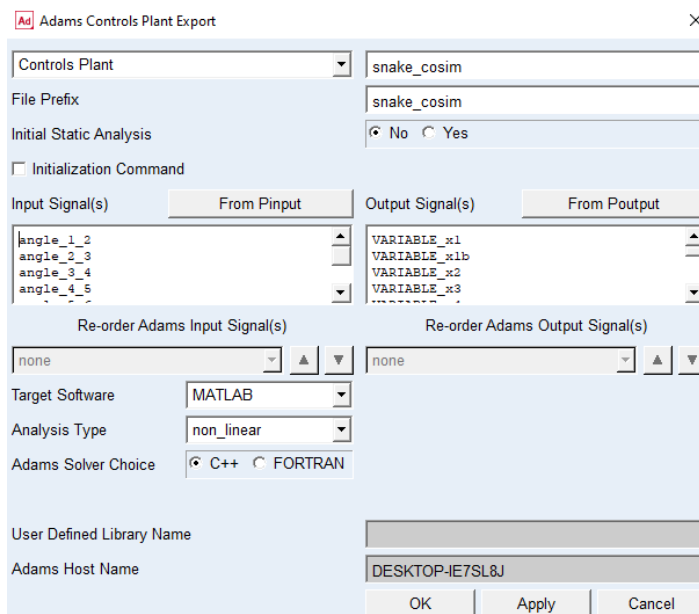 Ad Adams Controls Plant Export
Controls Plant snake_cosim
File Prefix snake_cosim
Initial Static Analysis No Yes
Initialization Command
Input Signal(s) From Pinput Output Signal(s) From Poutput
angle_1_2 VARIABLE_x1
angle_2_3 VARIABLE_x1b
angle_3_4 VARIABLE_x2
angle_4_5 VARIABLE_x3
Re-order Adams Input Signal(s) Re-order Adams Output Signal(s)
none none
Target Software MATLAB
Analysis Type non_linear
Adams Solver Choice C++ FORTRAN
User Defined Library Name
Adams Host Name DESKTOP-IE7SL8J
OK Apply Cancel